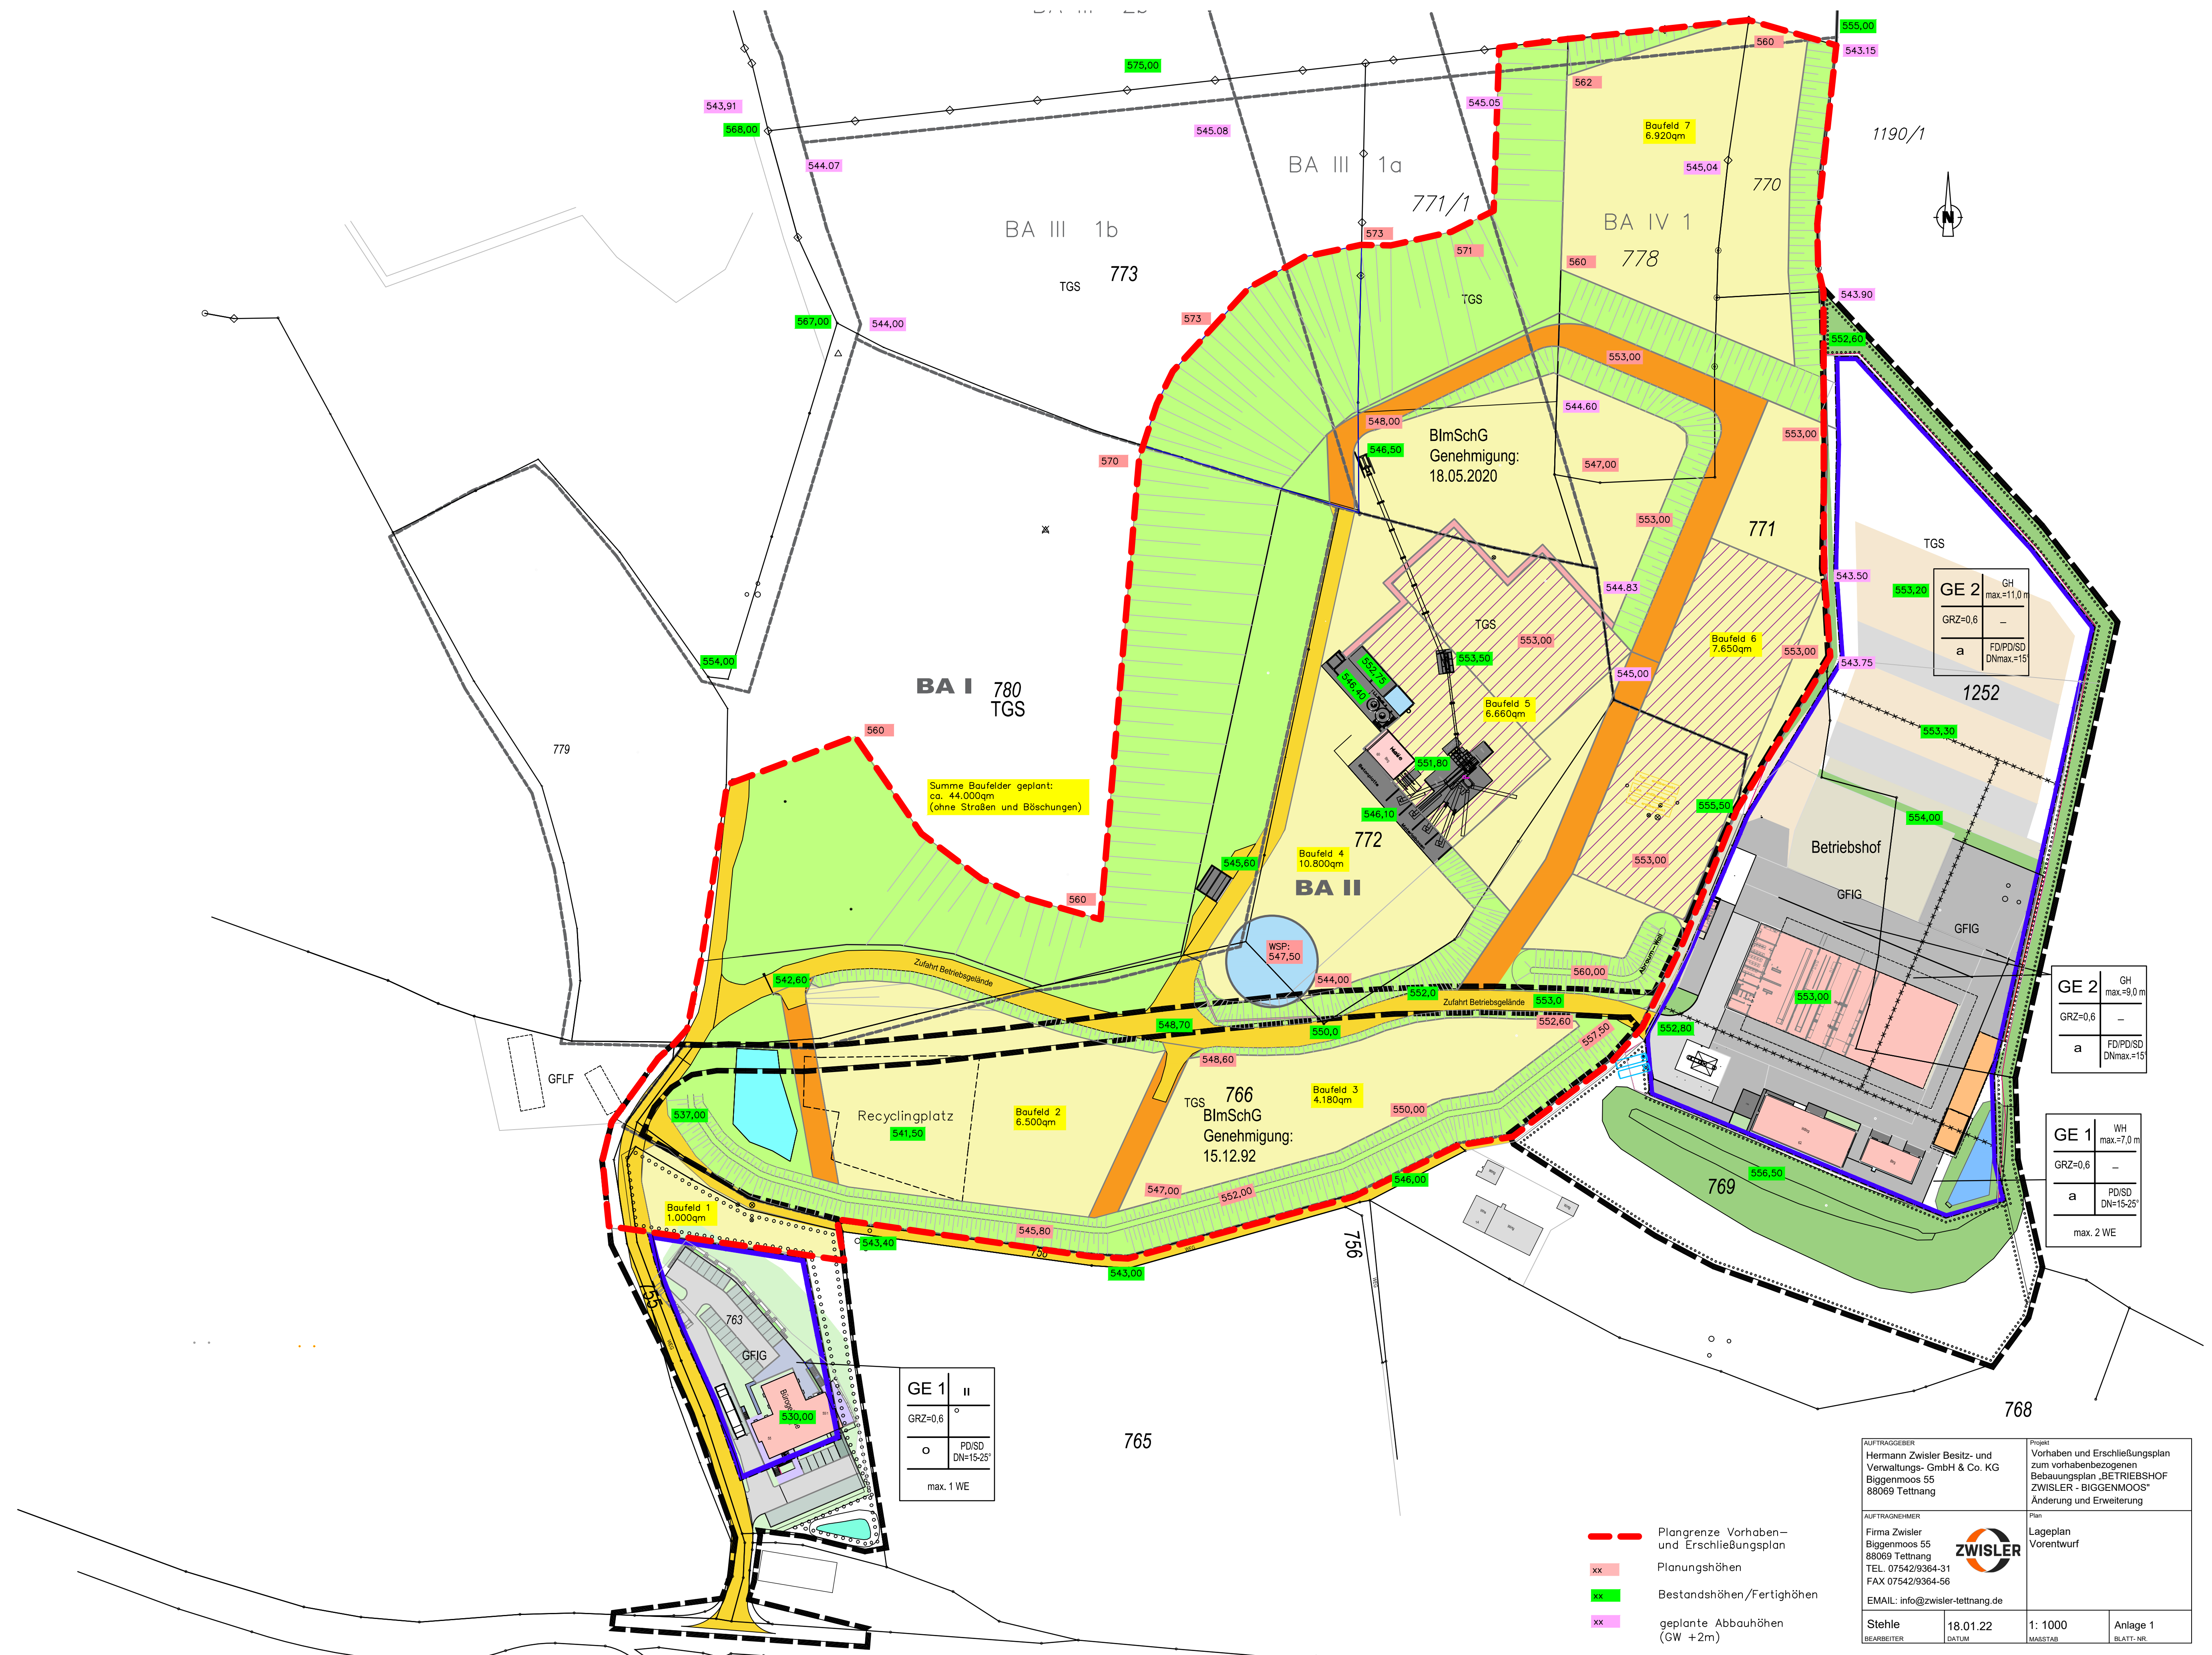 BA III 2b
555,00
543.15
560
575,00
562
543,91
568,00
545.05
545.08
544.07
Baufeld 7
6.920qm
1190/1
BA III 1a
545,04
770
771/1
BA III 1b
BA IV 1
573
571
778
560
N
773
TGS
TGS
543.90
573
567,00
544,00
552,60
553,00
544.60
548,00
BImSchG
Genehmigung:
18.05.2020
546,50
553,00
570
547,00
553,00
771
TGS
543.50
553,20
GE 2
GH
max.=11,0 m
GRZ=0,6
–
a
FD/PD/SD
DNmax.=15°
544.83
TGS
553,00
Baufeld 6
7.650qm
553,00
543.75
554,00
552,75
546,40
553,50
545,00
1252
BA I
780
TGS
Baufeld 5
6.660qm
553,30
560
779
551,80
Summe Baufelder geplant:
ca. 44.000qm
(ohne Straßen und Böschungen)
555,50
546,10
554,00
772
Betriebshof
Baufeld 4
10.800qm
545,60
553,00
BA II
GFIG
560
GFIG
Abraum-Wall
WSP:
547,50
Zufahrt Betriebsgelände
560,00
542,60
544,00
552,0
Zufahrt Betriebsgelände
553,0
553,00
GE 2
GH
max.=9,0 m
GRZ=0,6
–
a
FD/PD/SD
DNmax.=15°
548,70
550,0
552,60
557,50
552,80
548,60
GFLF
537,00
Recyclingplatz
541,50
Baufeld 2
6.500qm
TGS
766
BImSchG
Genehmigung:
15.12.92
Baufeld 3
4.180qm
550,00
GE 1
WH
max.=7,0 m
GRZ=0,6
–
a
PD/SD
DN=15-25°
max. 2 WE
556,50
769
546,00
547,00
552,00
Baufeld 1
1.000qm
545,80
543,40
750
756
543,00
755
763
GFIG
530,00
GE 1
II
GRZ=0,6
o
PD/SD
DN=15-25°
max. 1 WE
765
768
Plangrenze Vorhaben-
und Erschließungsplan
xx
Planungshöhen
xx
Bestandshöhen/Fertighöhen
xx
geplante Abbauhöhen
(GW +2m)
AUFTRAGGEBER
Hermann Zwisler Besitz- und
Verwaltungs- GmbH & Co. KG
Biggenmoos 55
88069 Tettnang
Projekt
Vorhaben und Erschließungsplan
zum vorhabenbezogenen
Bebauungsplan „BETRIEBSHOF
ZWISLER - BIGGENMOOS"
Änderung und Erweiterung
AUFTRAGNEHMER
Firma Zwisler
Biggenmoos 55
88069 Tettnang
TEL. 07542/9364-31
FAX 07542/9364-56
EMAIL: info@zwisler-tettnang.de
ZWISLER
Plan
Lageplan
Vorentwurf
Stehle
BEARBEITER
18.01.22
DATUM
1: 1000
MAßSTAB
Anlage 1
BLATT- NR.